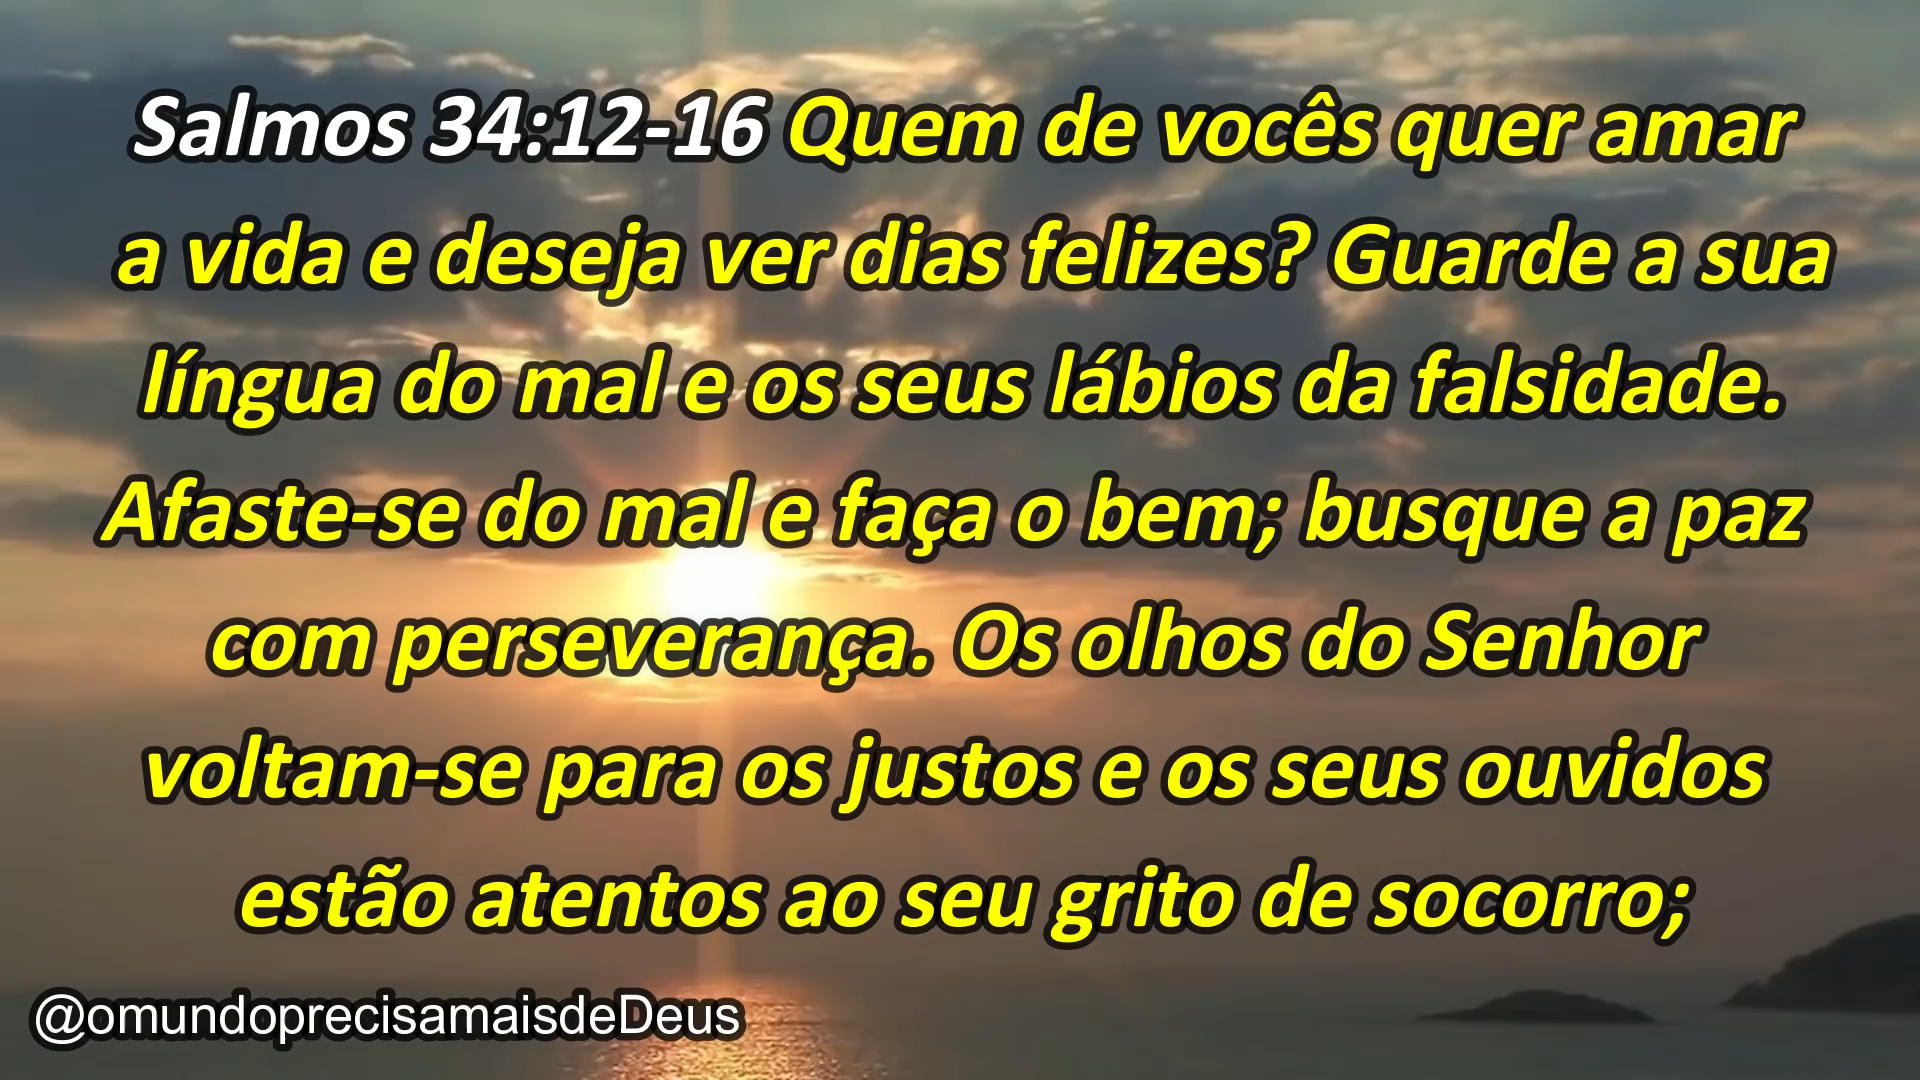 Salmos 34:12-16 Quem de vocês quer amar
a vida e deseja ver dias felizes? Guarde a sua
língua do mal e os seus lábios da falsidade.
Afaste-se do mal e faça o bem; busque a paz
com perseverança. Os olhos do Senhor
voltam-se para os justos e os seus ouvidos
estão atentos ao seu grito de socorro;
@omundoprecisamaisdeDeus